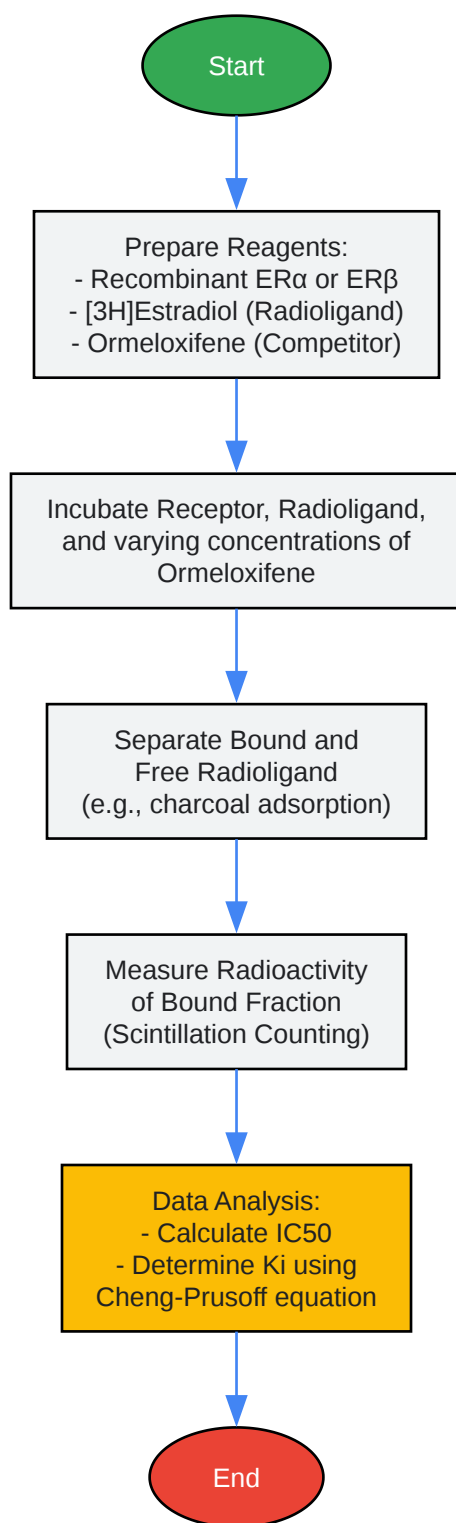 Start
Prepare Reagents:
- Recombinant ERα or ERβ
- [3H]Estradiol (Radioligand)
- Ormeloxifene (Competitor)
Incubate Receptor, Radioligand,
and varying concentrations of
Ormeloxifene
Separate Bound and
Free Radioligand
(e.g., charcoal adsorption)
Measure Radioactivity
of Bound Fraction
(Scintillation Counting)
Data Analysis:
- Calculate IC50
- Determine Ki using
Cheng-Prusoff equation
End